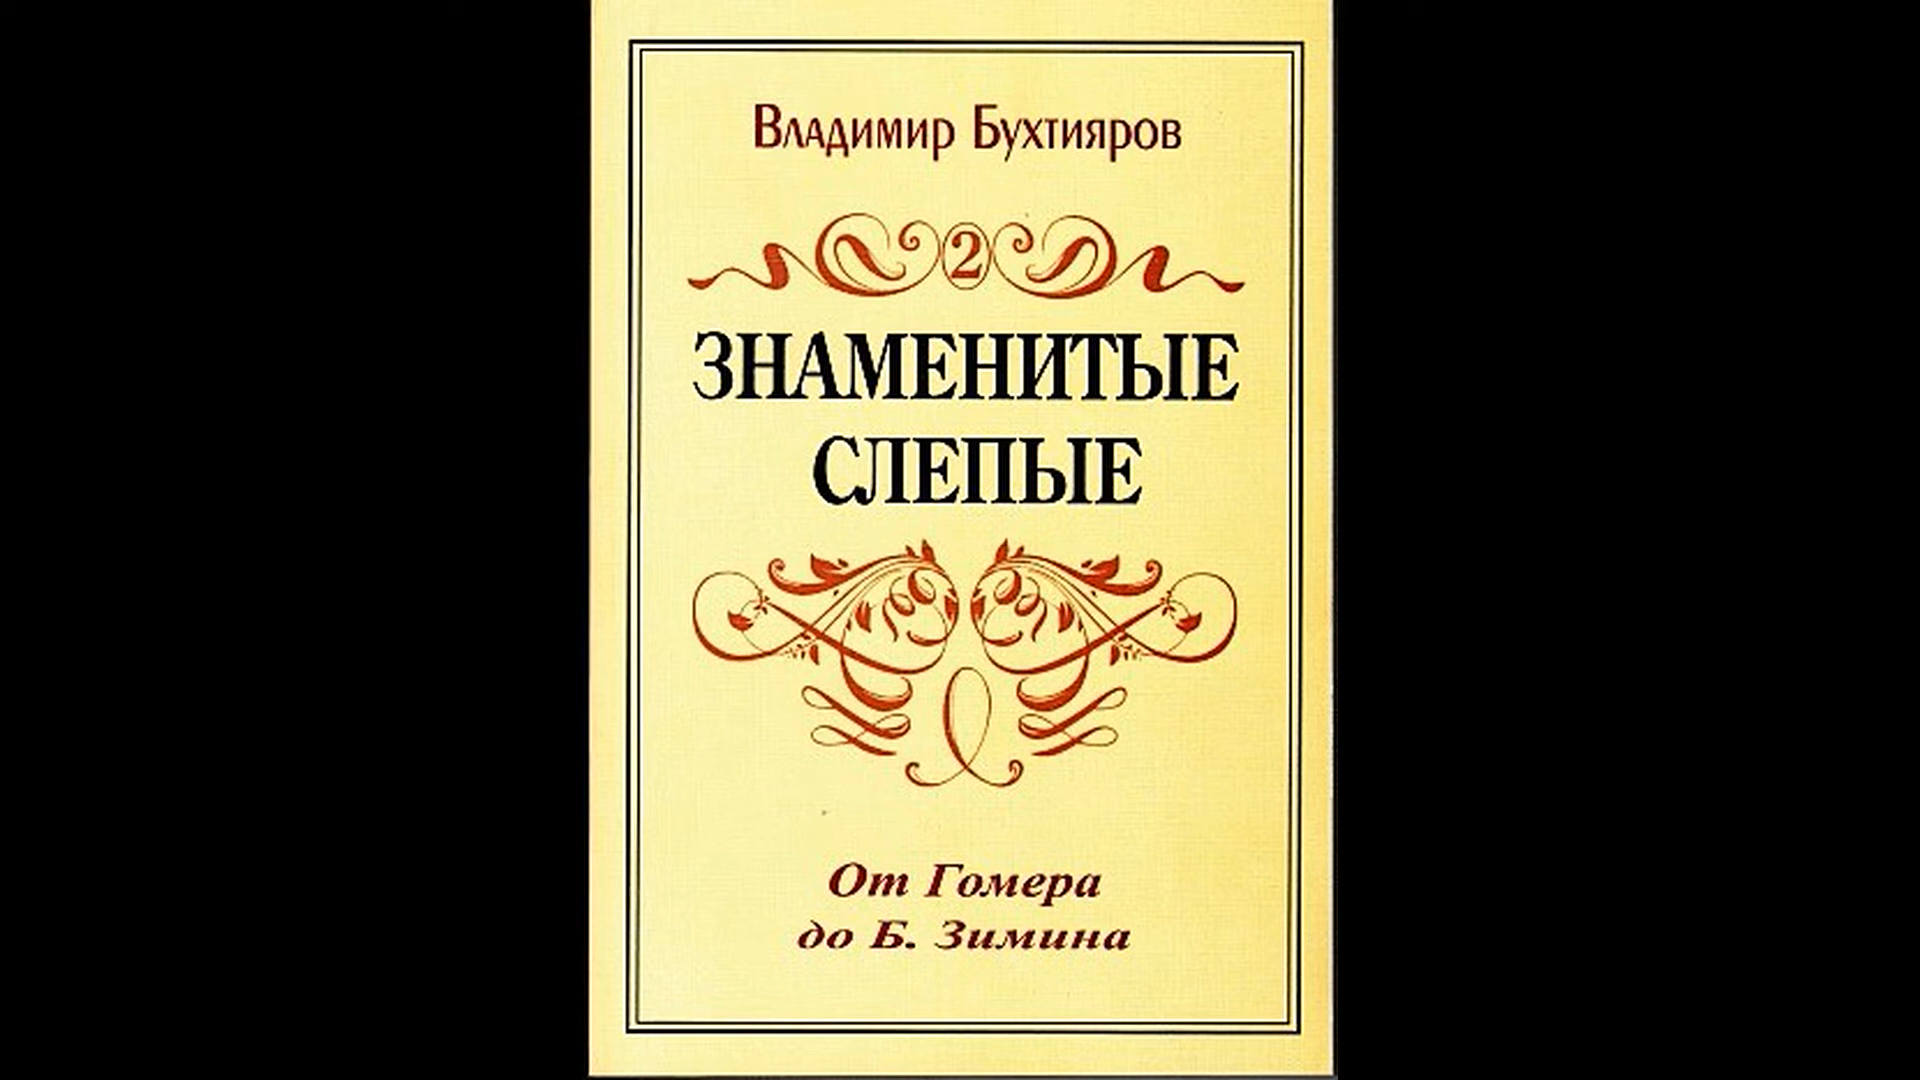 Владимир Бухтияров
2
ЗНАМЕНИТЫЕ
СЛЕПЫЕ
От Гомера
до Б. Зимина